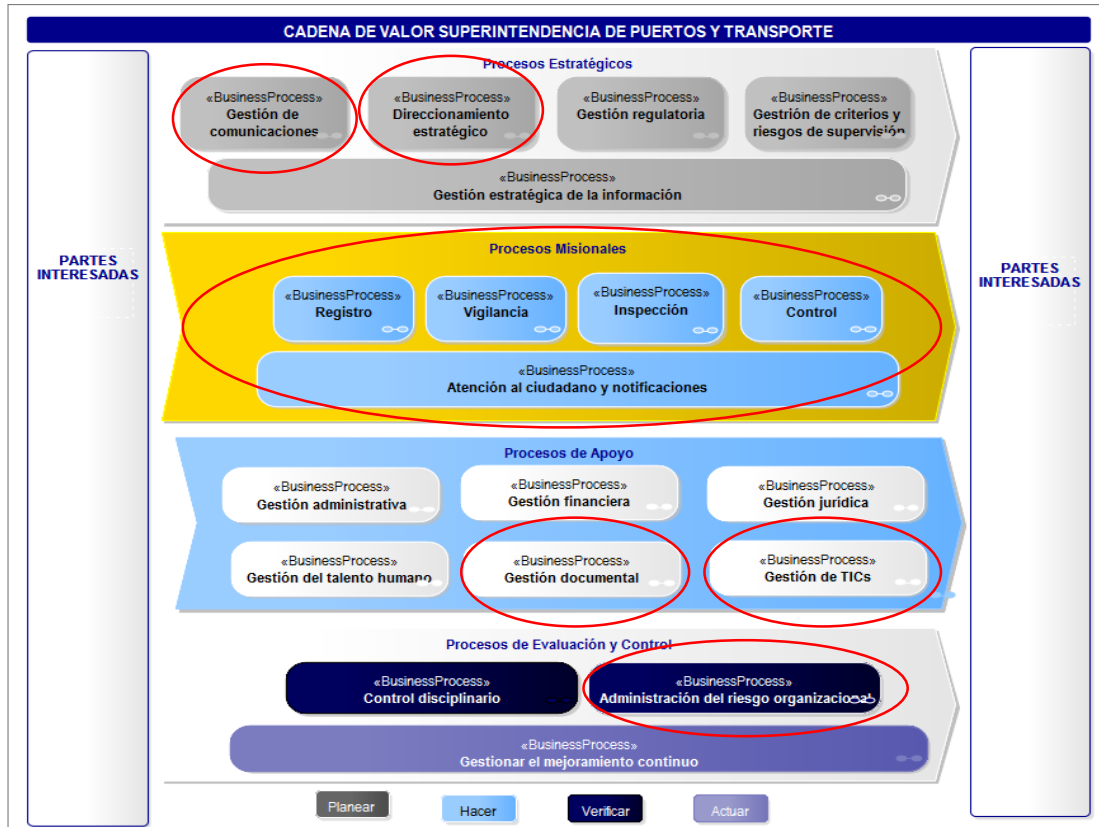 CADENA DE VALOR SUPERINTENDENCIA DE PUERTOS Y TRANSPORTE
PARTES
INTERESADAS
Procesos Estratégicos
«BusinessProcess»
Gestión de
comunicaciones
«BusinessProcess»
Direccionamiento
estratégico
«BusinessProcess»
Gestión regulatoria
«BusinessProcess»
Gestrión de criterios y
riesgos de supervisión
«BusinessProcess»
Gestión estratégica de la información
Procesos Misionales
«BusinessProcess»
Registro
«BusinessProcess»
Vigilancia
«BusinessProcess»
Inspección
«BusinessProcess»
Control
«BusinessProcess»
Atención al ciudadano y notificaciones
Procesos de Apoyo
«BusinessProcess»
Gestión administrativa
«BusinessProcess»
Gestión financiera
«BusinessProcess»
Gestión jurídica
«BusinessProcess»
Gestión del talento humano
«BusinessProcess»
Gestión documental
«BusinessProcess»
Gestión de TICs
Procesos de Evaluación y Control
«BusinessProcess»
Control disciplinario
«BusinessProcess»
Administración del riesgo organizacional
«BusinessProcess»
Gestionar el mejoramiento continuo
PARTES
INTERESADAS
Planear
Hacer
Verificar
Actuar